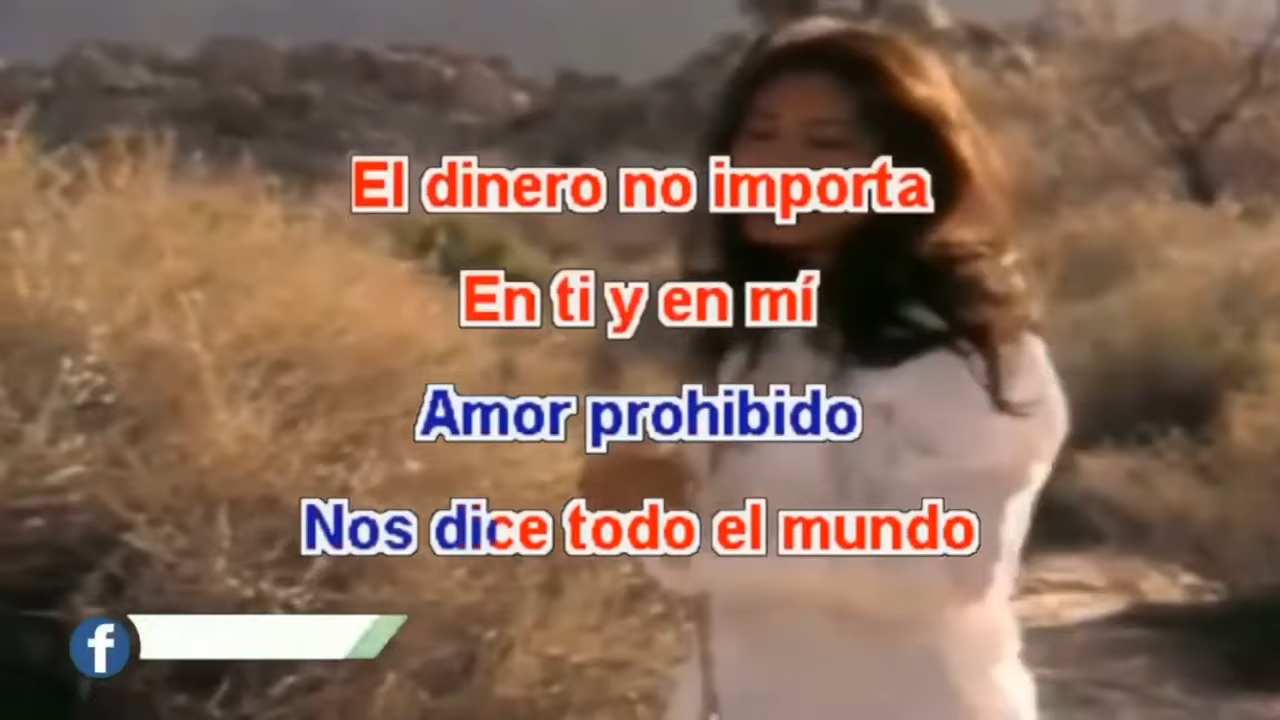 El dinero no importa
En ti y en mí
Amor prohibido
Nos dice todo el mundo
f